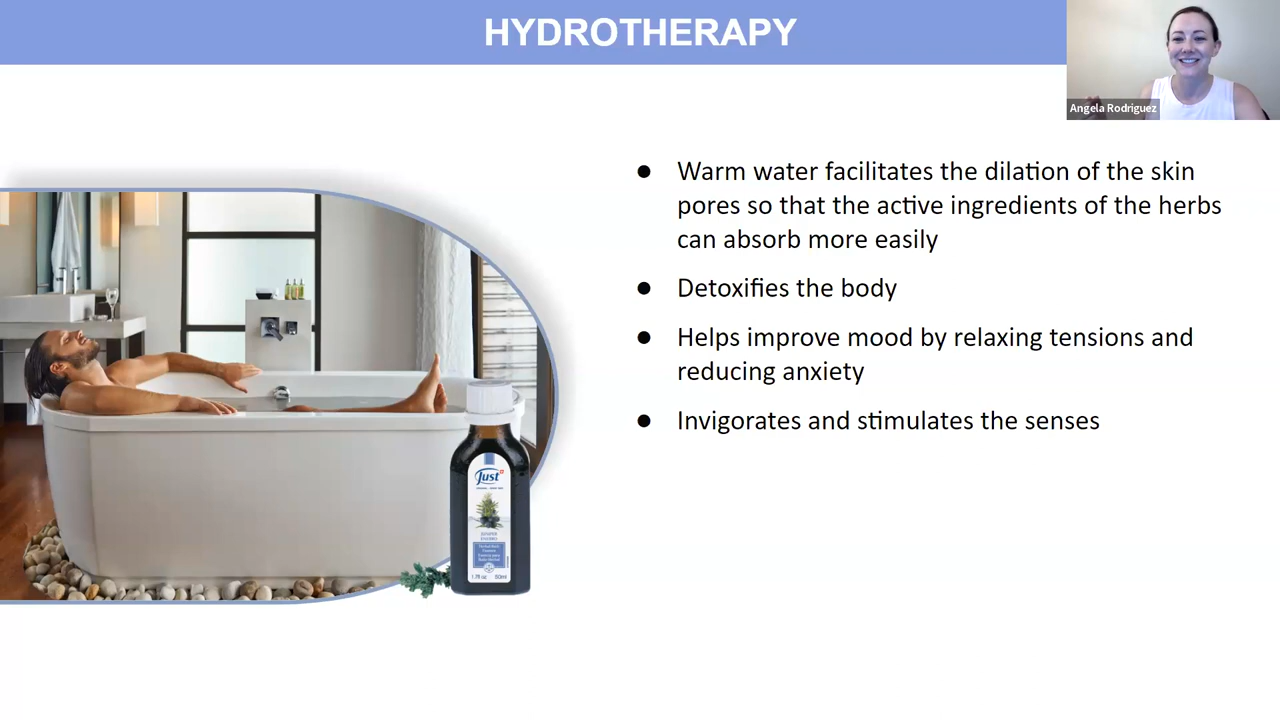 HYDROTHERAPY
Angela Rodriguez
● Warm water facilitates the dilation of the skin
pores so that the active ingredients of the herbs
can absorb more easily
● Detoxifies the body
● Helps improve mood by relaxing tensions and
reducing anxiety
● Invigorates and stimulates the senses
Just